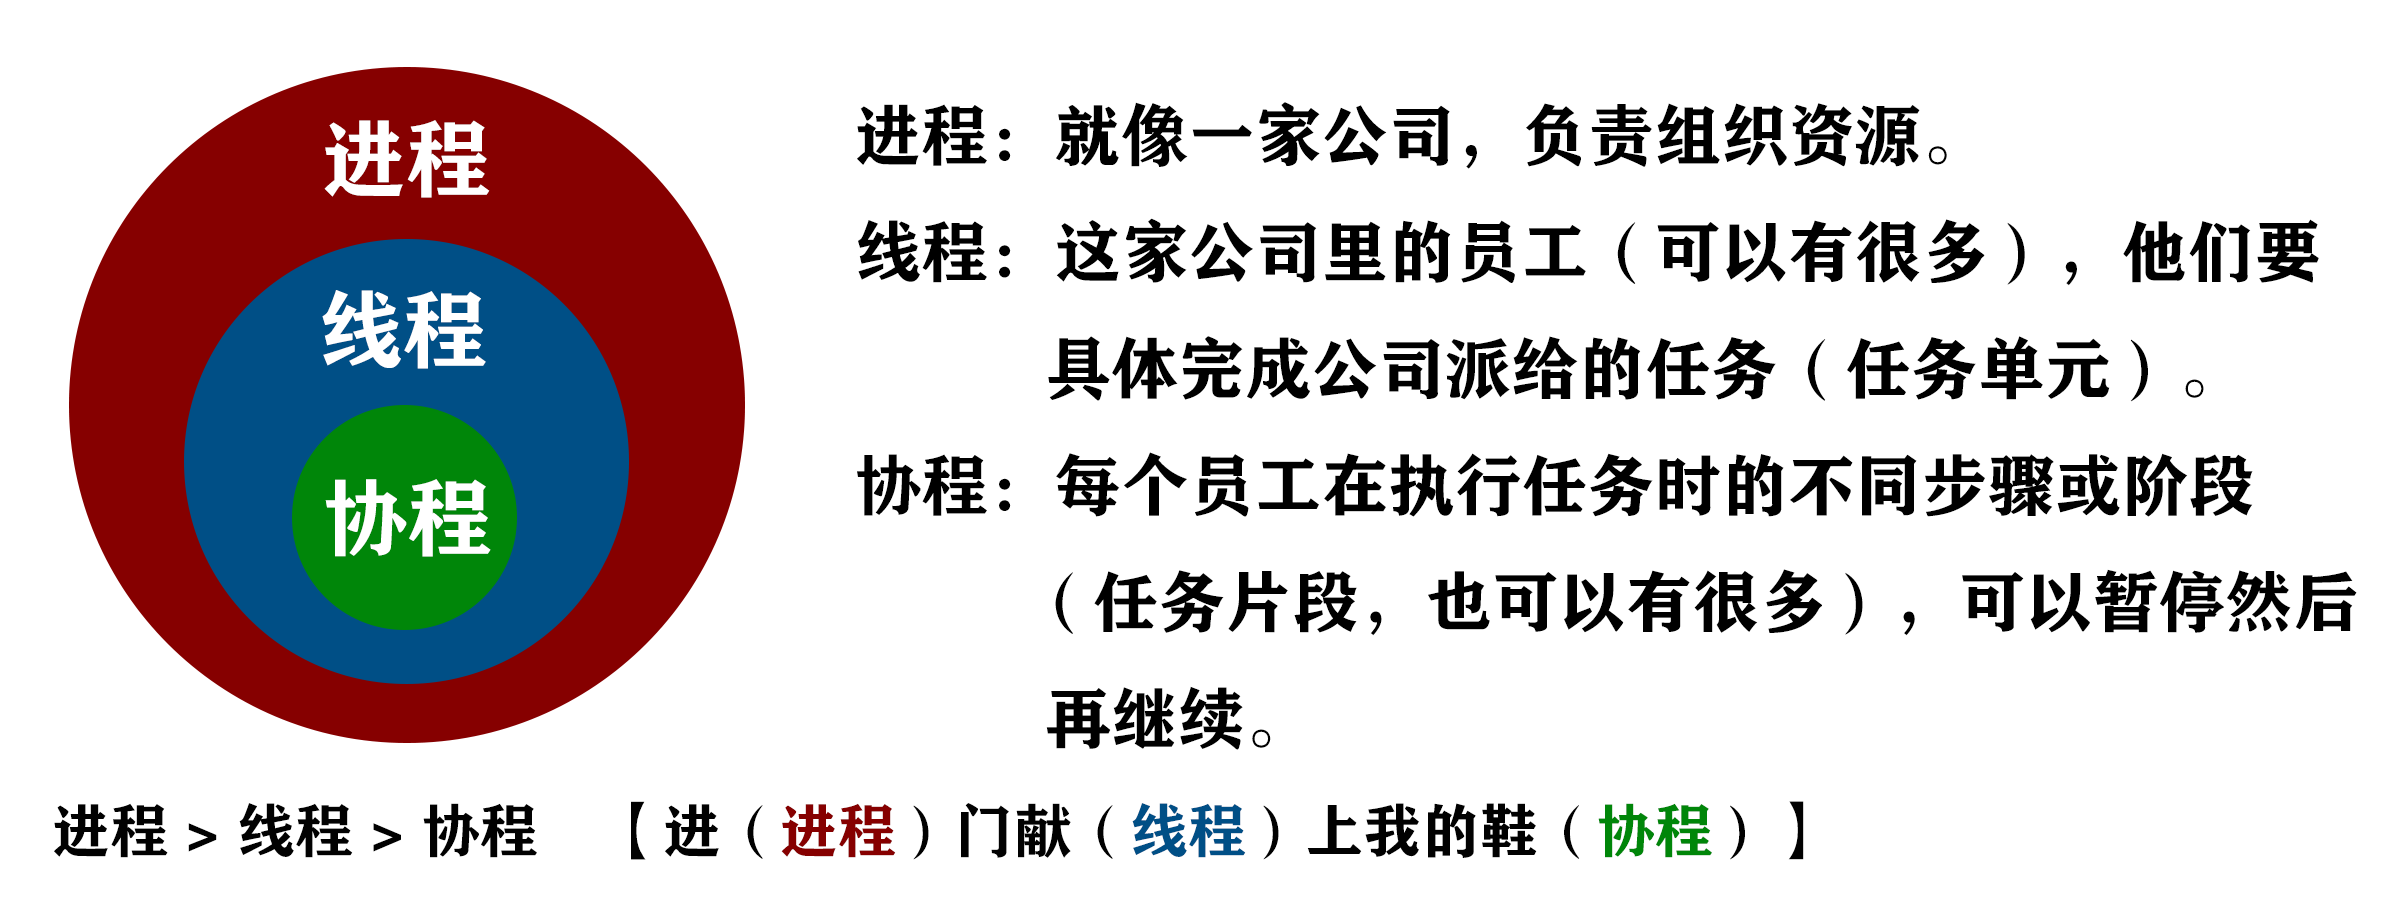 进程
线程
协程
进程：就像一家公司，负责组织资源。
线程：这家公司里的员工（可以有很多），他们要
具体完成公司派给的任务（任务单元）。
协程：每个员工在执行任务时的不同步骤或阶段
（任务片段，也可以有很多），可以暂停然后
再继续。
进程 > 线程 > 协程 【进（进程）门献（线程）上我的鞋（协程）】